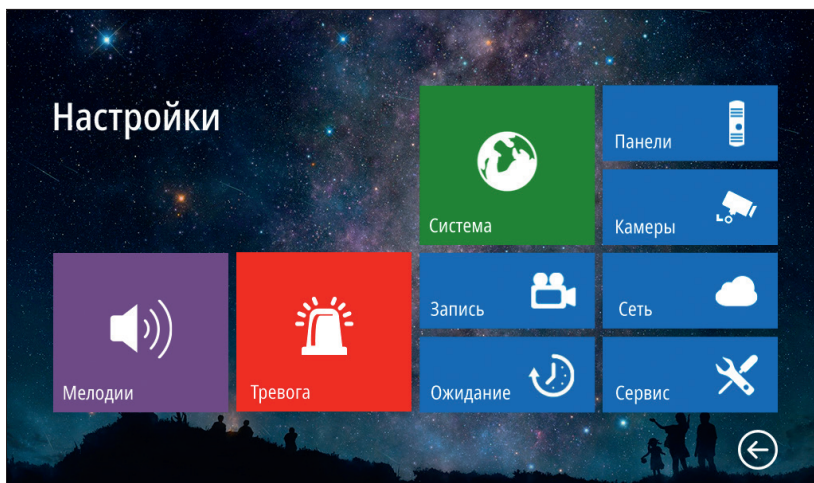 Настройки
Панели
Система
Камеры
Запись
Сеть
Мелодии
Тревога
Ожидание
Сервис